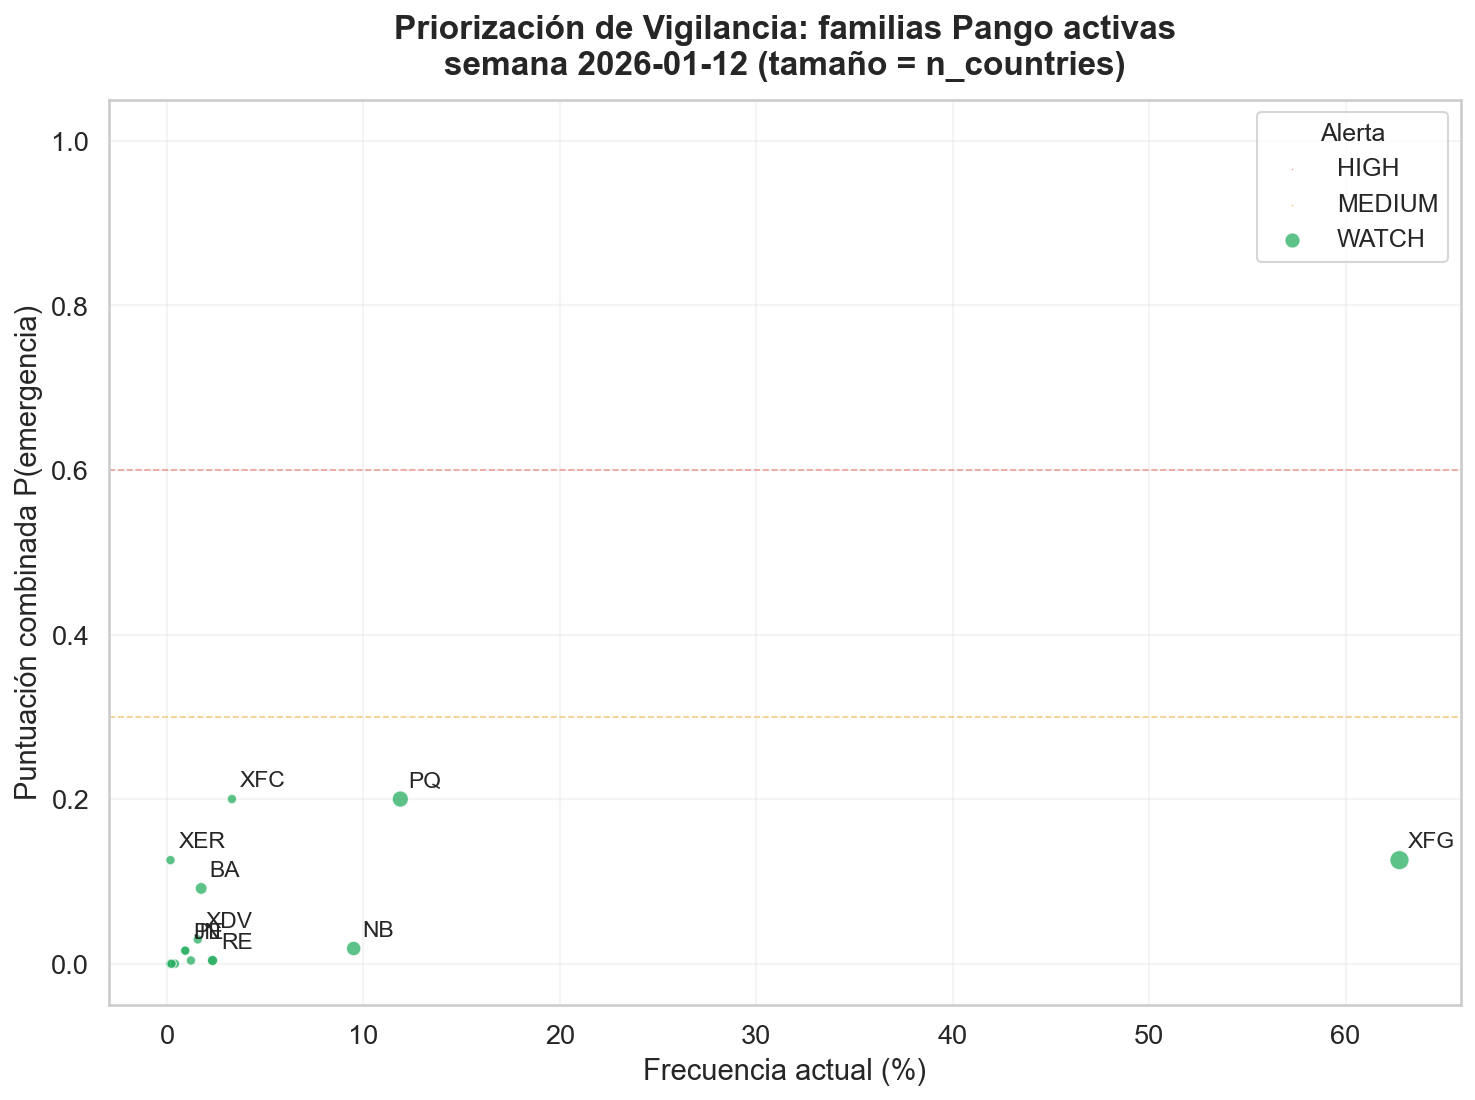 Priorización de Vigilancia: familias Pango activas
semana 2026-01-12 (tamaño = n_countries)
Alerta
HIGH
MEDIUM
WATCH
Puntuación combinada P(emergencia)
1.0
0.8
0.6
0.4
0.2
0.0
XFC
PQ
XER
XFG
BA
XDV
NB
RE
0
10
20
30
40
50
60
Frecuencia actual (%)